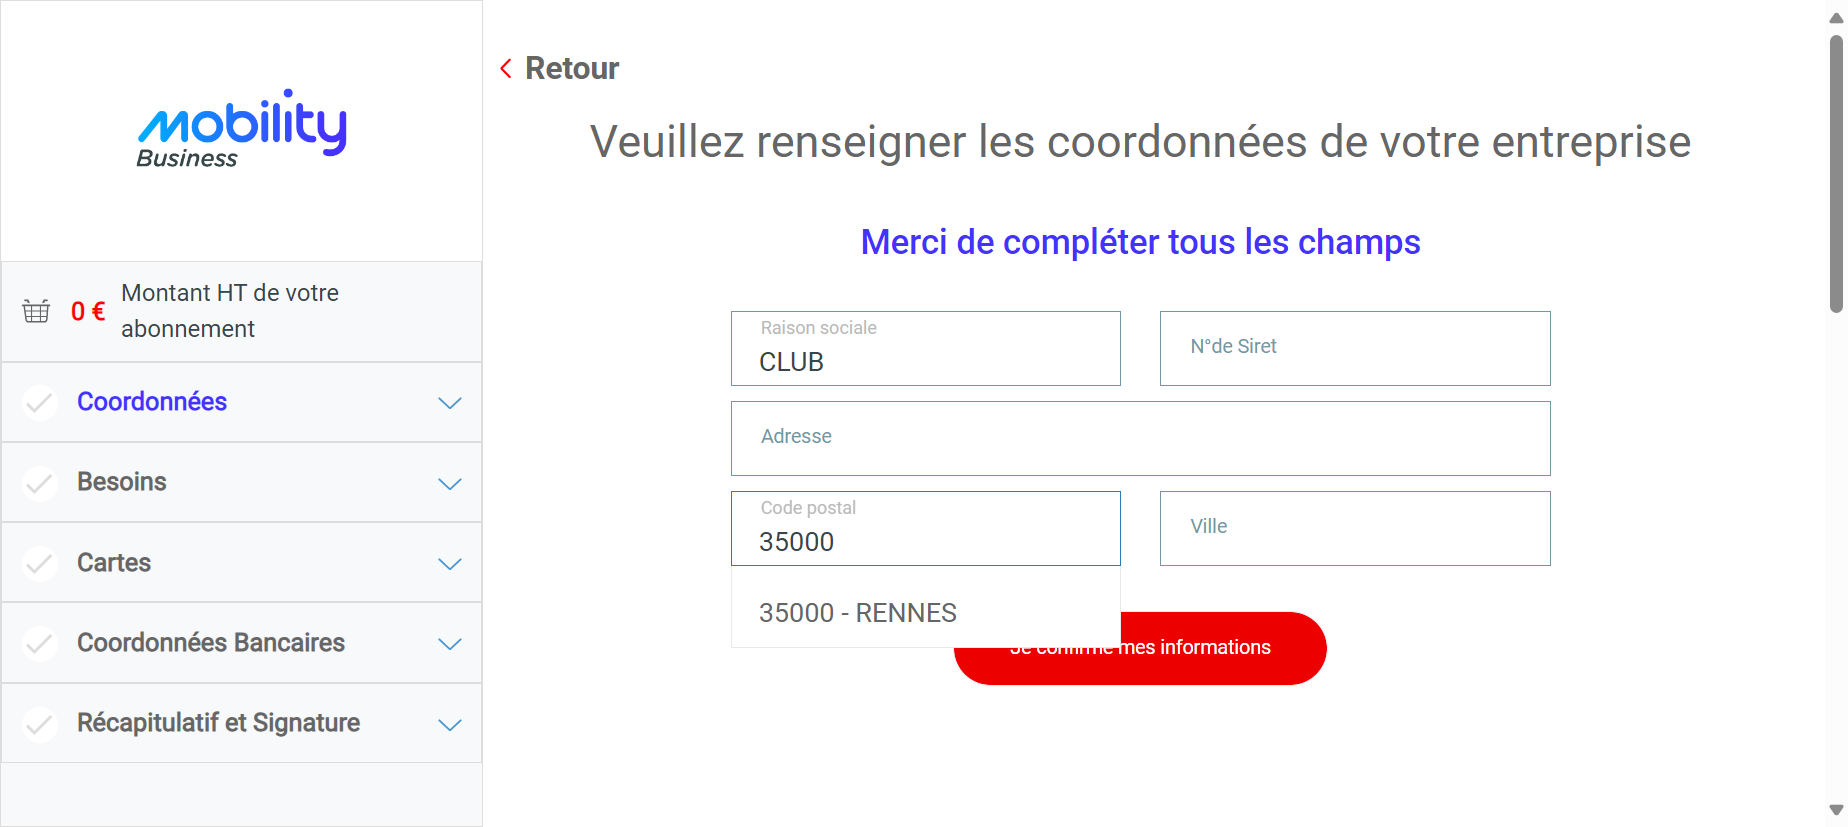 mobility
Business
0 €
Montant HT de votre
abonnement
Coordonnées
Besoins
Cartes
Coordonnées Bancaires
Récapitulatif et Signature
Retour
Veuillez renseigner les coordonnées de votre entreprise
Merci de compléter tous les champs
Raison sociale
CLUB
N°de Siret
Adresse
Code postal
35000
Ville
35000 - RENNES
Je confirme mes informations